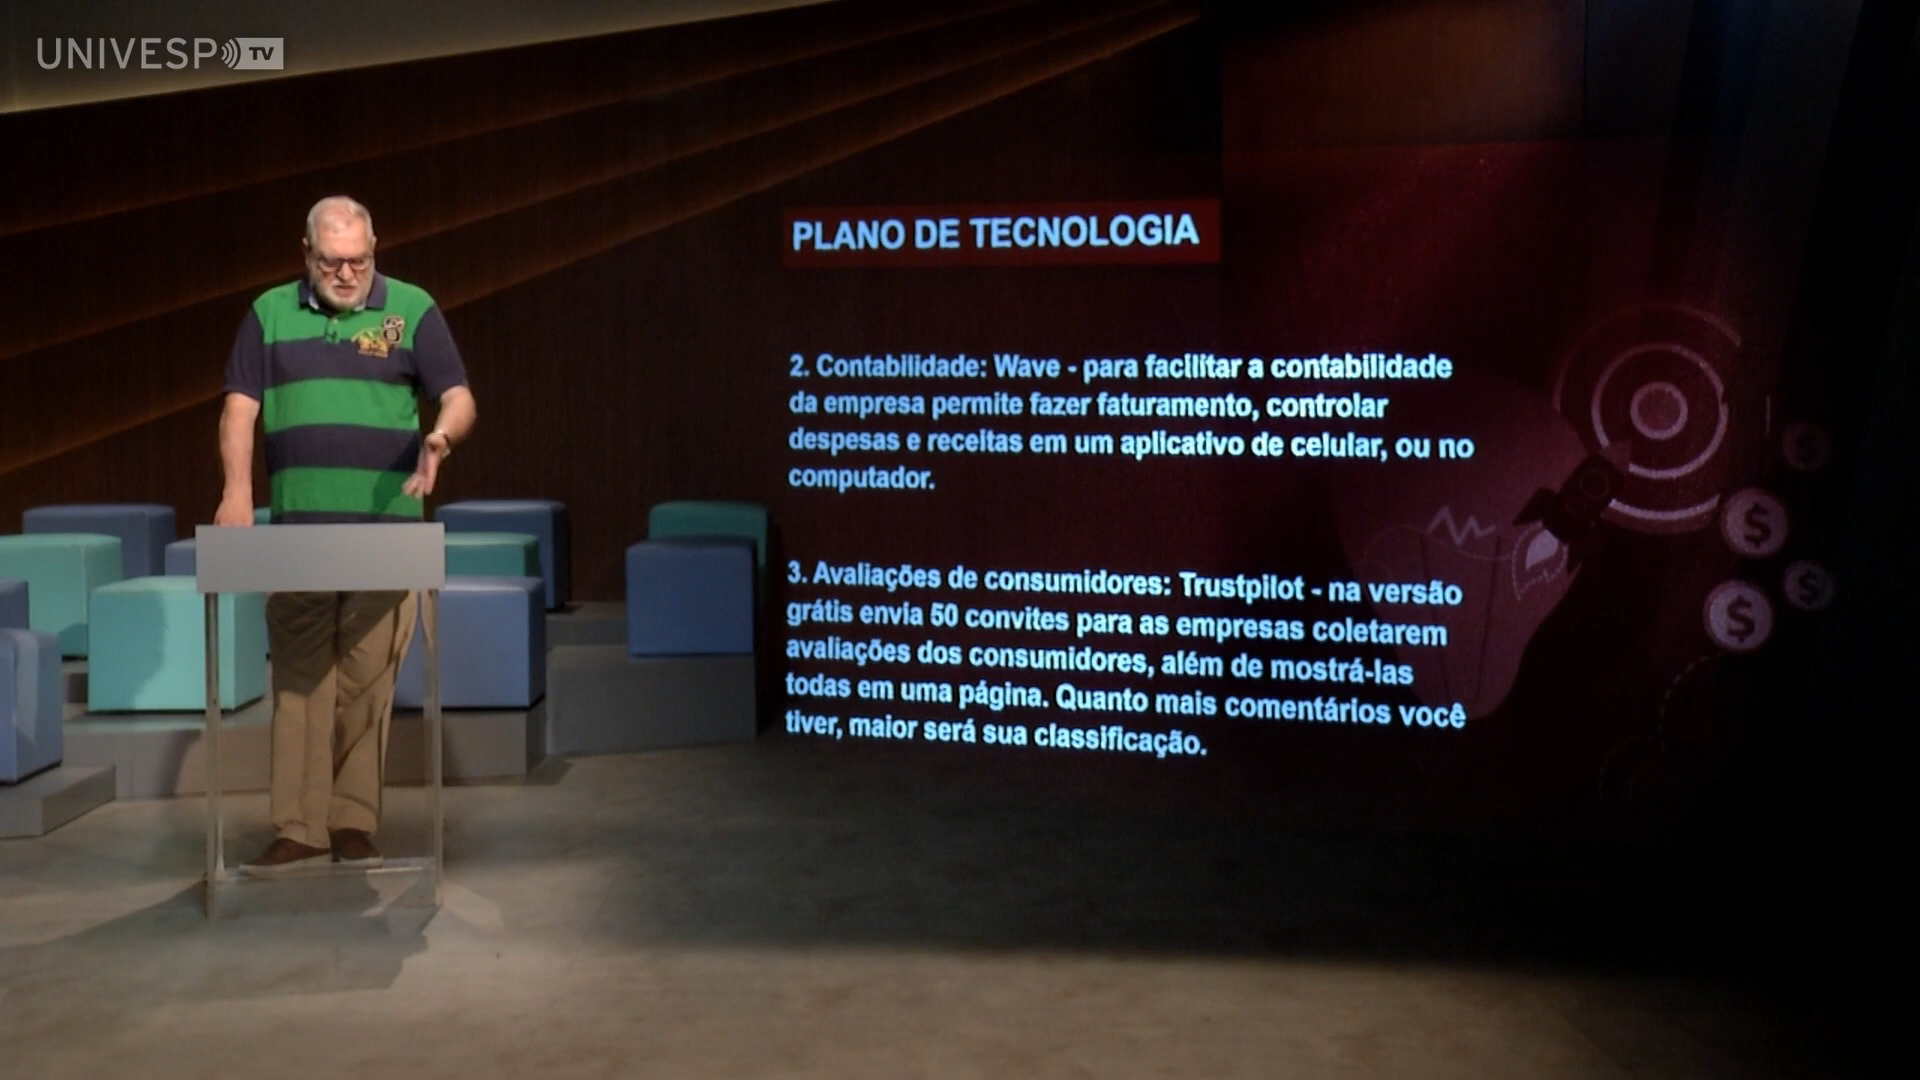 UNIVESP TV
PLANO DE TECNOLOGIA
2. Contabilidade: Wave - para facilitar a contabilidade
da empresa permite fazer faturamento, controlar
despesas e receitas em um aplicativo de celular, ou no
computador.
3. Avaliações de consumidores: Trustpilot - na versão
grátis envia 50 convites para as empresas coletarem
avaliações dos consumidores, além de mostrá-las
todas em uma página. Quanto mais comentários você
tiver, maior será sua classificação.
$
$
$
$